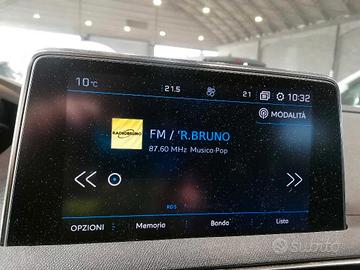 10°C 21.5 21 10:32
MODALITÀ
RADIOBRUNO
FM / 'R.BRUNO
87.60 MHz Musica-Pop
RDS
OPZIONI Memoria Banda Lista
Subito